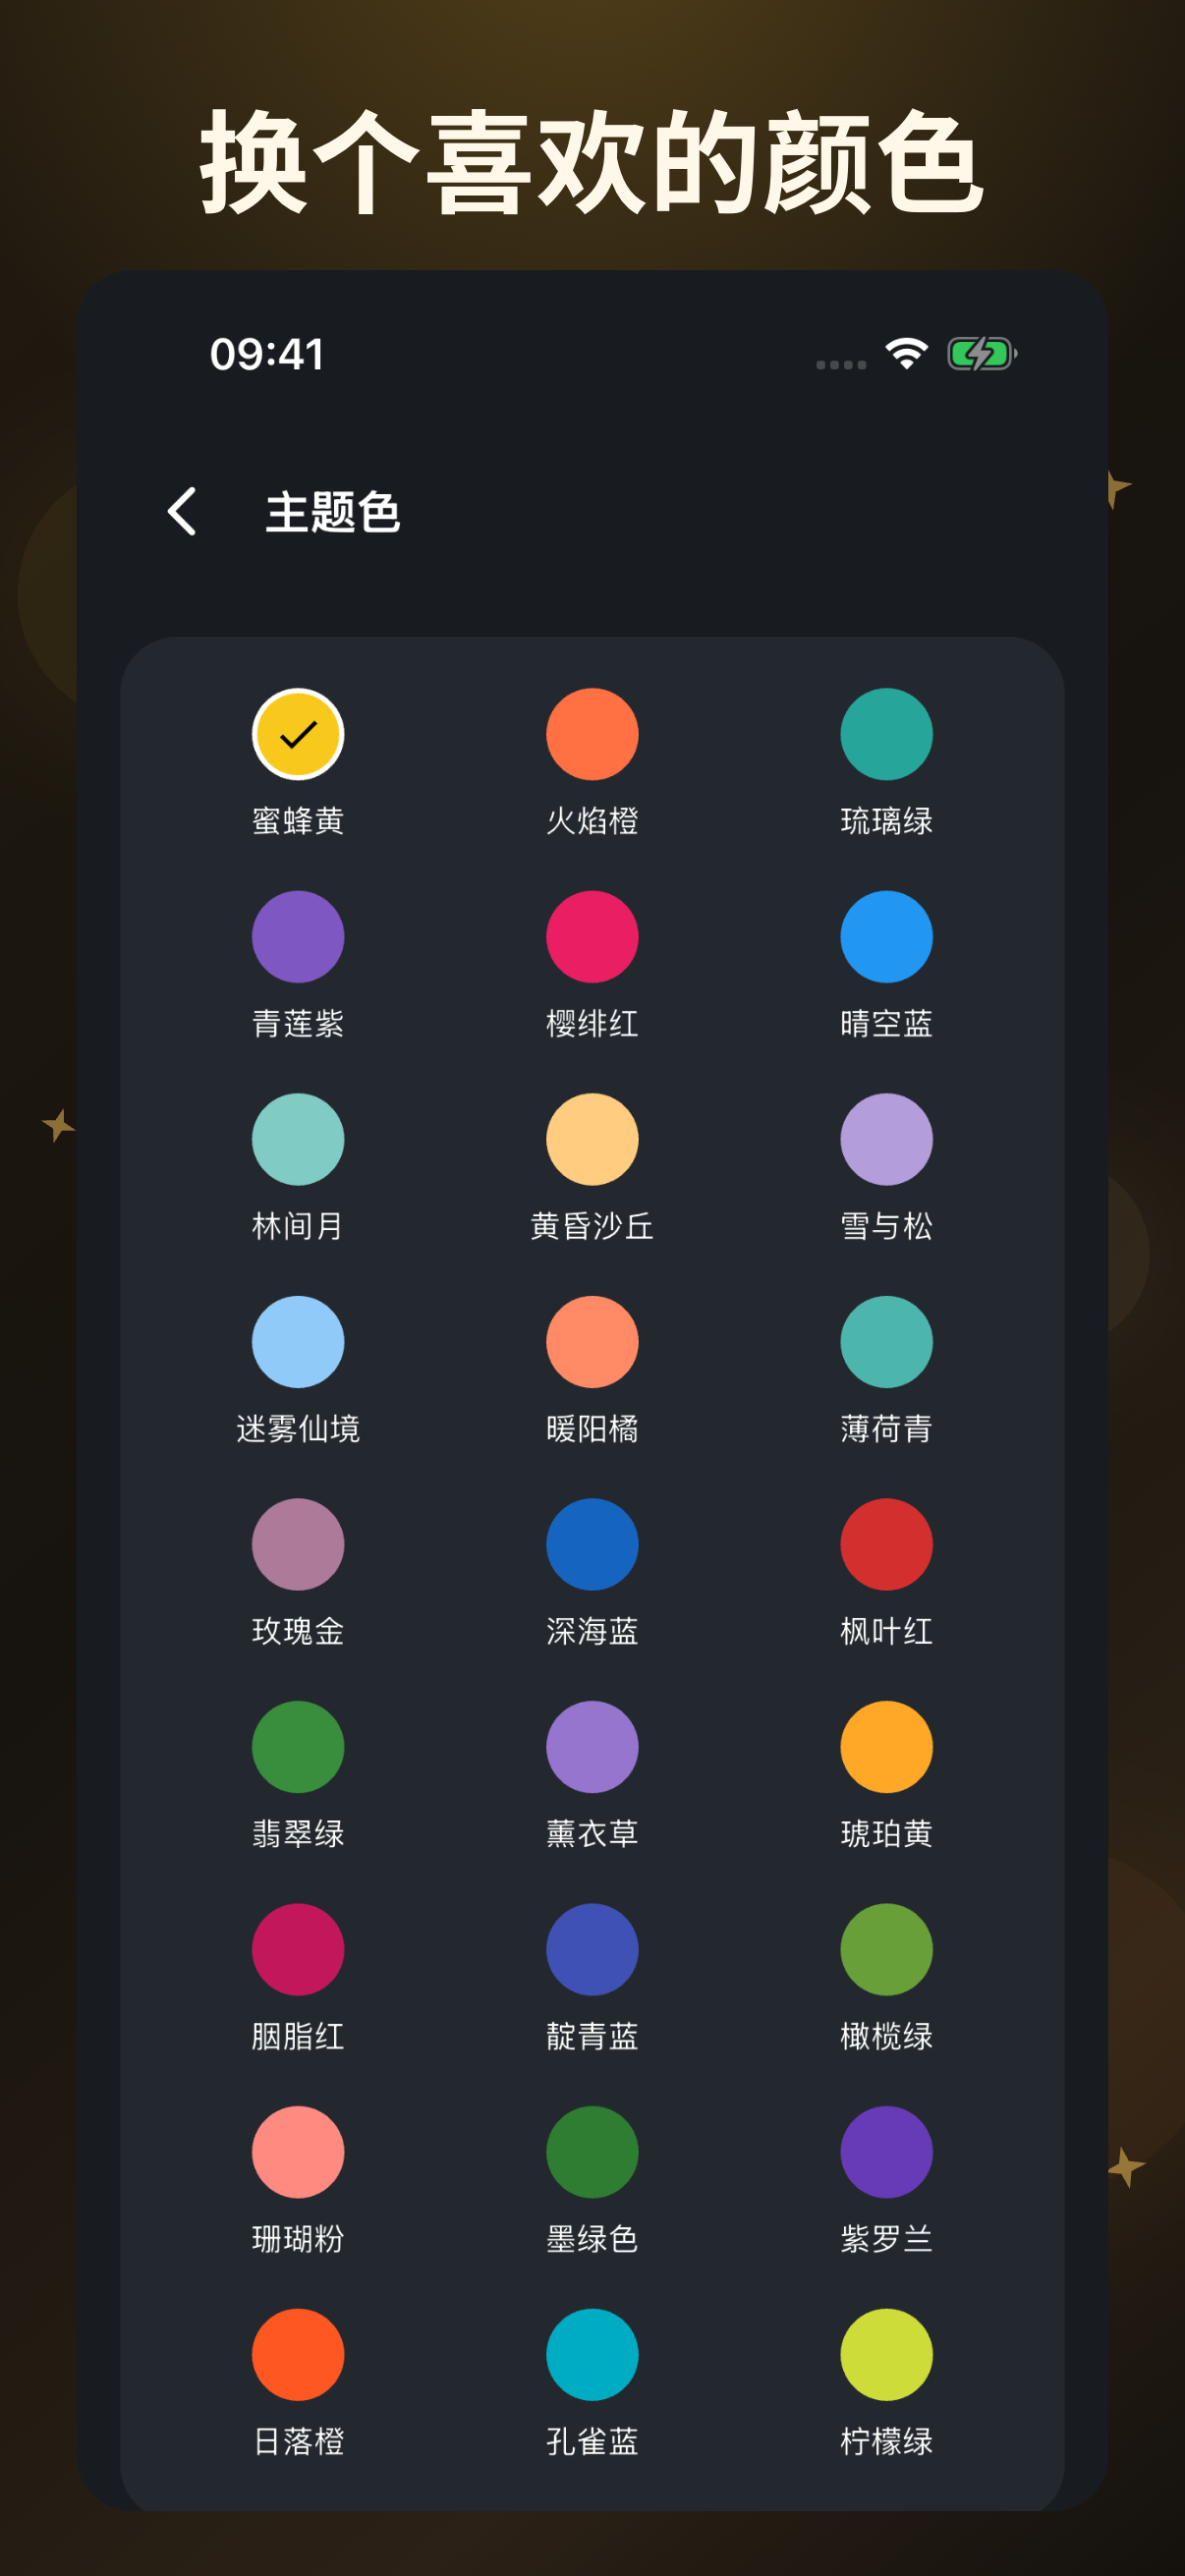 换个喜欢的颜色
09:41
主题色
蜜蜂黄 火焰橙 琉璃绿
青莲紫 樱绯红 晴空蓝
林间月 黄昏沙丘 雪与松
迷雾仙境 暖阳橘 薄荷青
玫瑰金 深海蓝 枫叶红
翡翠绿 薰衣草 琥珀黄
胭脂红 靛青蓝 橄榄绿
珊瑚粉 墨绿色 紫罗兰
日落橙 孔雀蓝 柠檬绿